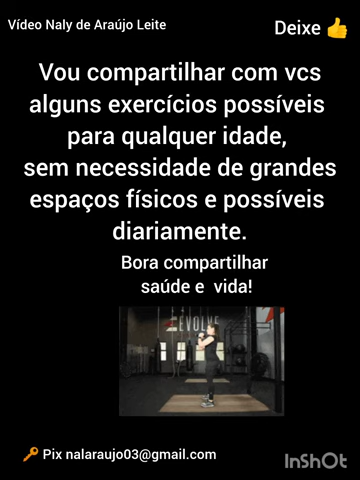 Vídeo Naly de Araújo Leite
Deixe 👍
Vou compartilhar com vcs
alguns exercícios possíveis
para qualquer idade,
sem necessidade de grandes
espaços físicos e possíveis
diariamente.
Bora compartilhar
saúde e vida!
EVOLVE
🔑 Pix nalaraujo03@gmail.com
InShOt